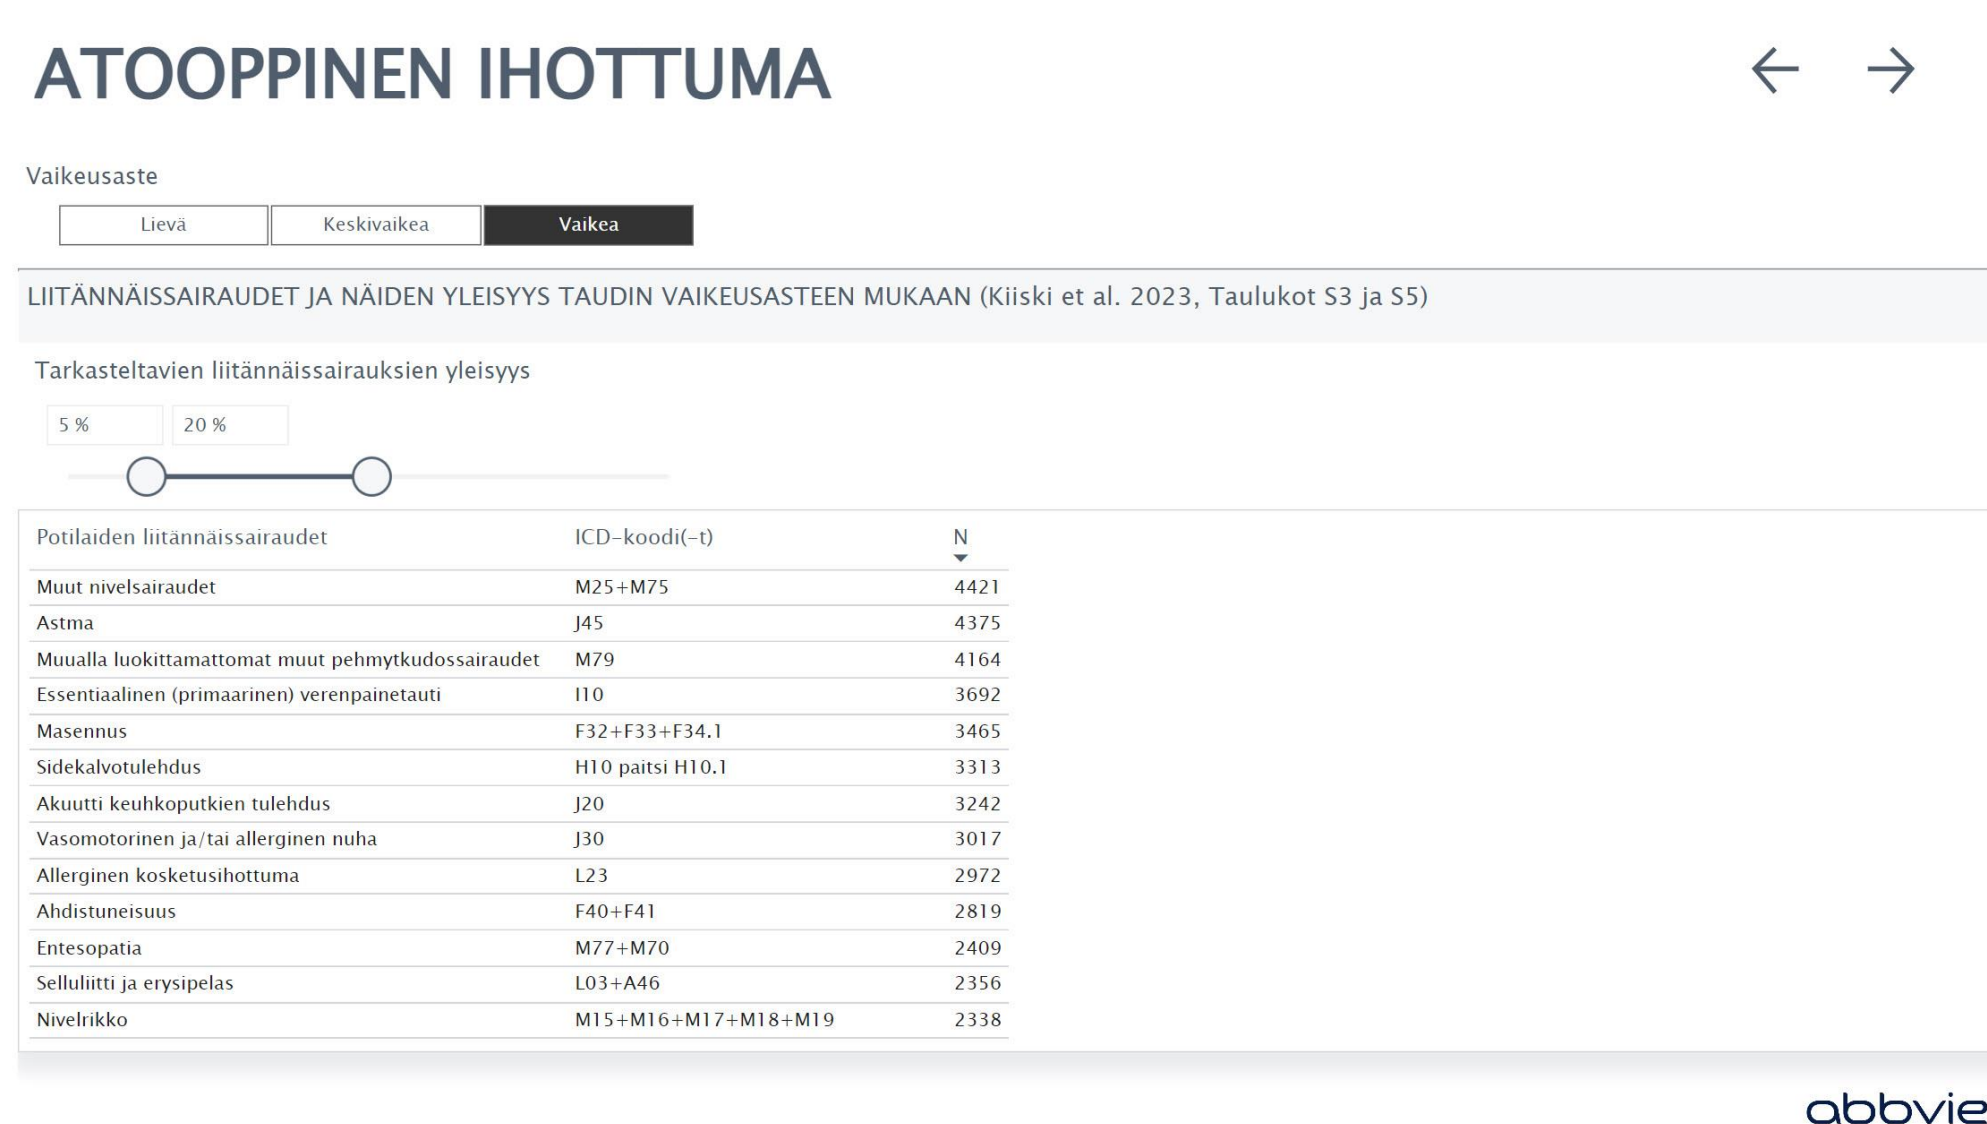 ATOOPPINEN IHOTTUMA
Vaikeusaste
Lievä Keskivaikea Vaikea
LIITÄNNÄISSAIRAUDET JA NÄIDEN YLEISYYS TAUDIN VAIKEUSASTEEN MUKAAN (Kiiski et al. 2023, Taulukot S3 ja S5)
Tarkasteltavien liitännäissairauksien yleisyys
5 % 20 %
Potilaiden liitännäissairaudet ICD-koodi(-t) N
Muut nivelsairaudet M25+M75 4421
Astma J45 4375
Muualla luokittamattomat muut pehmytkudossairaudet M79 4164
Essentiaalinen (primaarinen) verenpainetauti I10 3692
Masennus F32+F33+F34.1 3465
Sidekalvotulehdus H10 paitsi H10.1 3313
Akuutti keuhkoputkien tulehdus J20 3242
Vasomotorinen ja/tai allerginen nuha J30 3017
Allerginen kosketusihottuma L23 2972
Ahdistuneisuus F40+F41 2819
Entesopatia M77+M70 2409
Selluliitti ja erysipelas L03+A46 2356
Nivelrikko M15+M16+M17+M18+M19 2338
abbvie